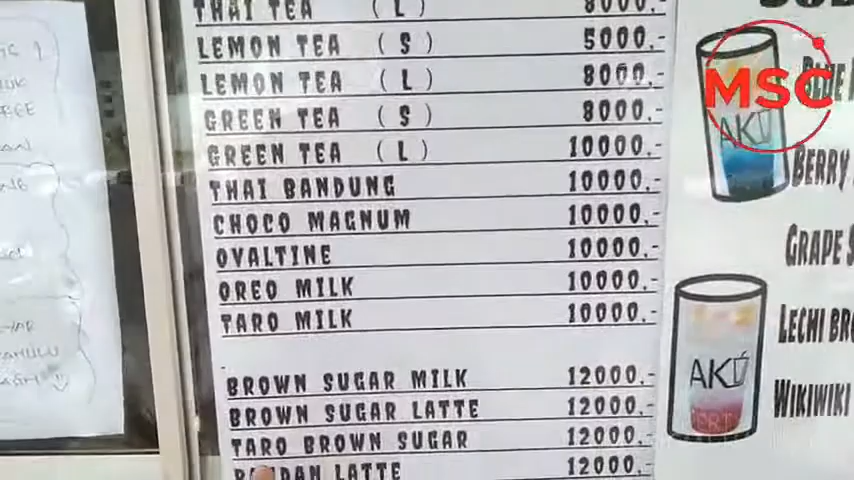 THAI TEA (L) 8000,-
LEMON TEA (S) 5000,-
LEMON TEA (L) 8000,-
GREEN TEA (S) 8000,-
GREEN TEA (L) 10000,-
THAI BANDUNG 10000,-
CHOCO MAGNUM 10000,-
OVALTINE 10000,-
OREO MILK 10000,-
TARO MILK 10000,-
BROWN SUGAR MILK 12000,-
BROWN SUGAR LATTE 12000,-
TARO BROWN SUGAR 12000,-
LATTE 12000,-
MSC
AKU
BERRY
GRAPE S
LECHI BRO
WIKIWIKI
AKU